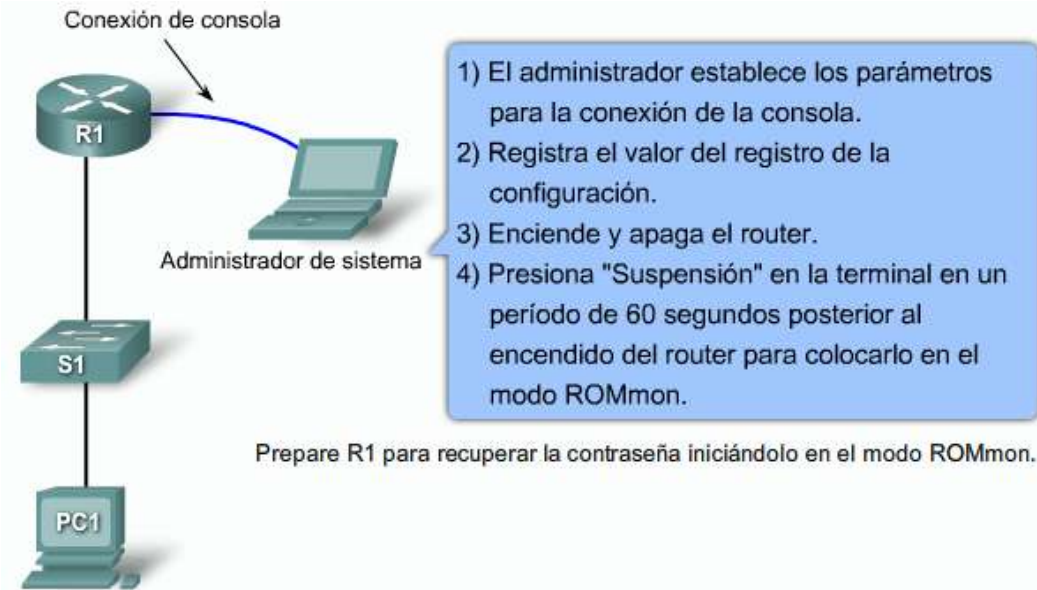 Conexión de consola
R1
Administrador de sistema
S1
PC1
1) El administrador establece los parámetros
para la conexión de la consola.
2) Registra el valor del registro de la
configuración.
3) Enciende y apaga el router.
4) Presiona "Suspensión" en la terminal en un
período de 60 segundos posterior al
encendido del router para colocarlo en el
modo ROMmon.
Prepare R1 para recuperar la contraseña iniciándolo en el modo ROMmon.